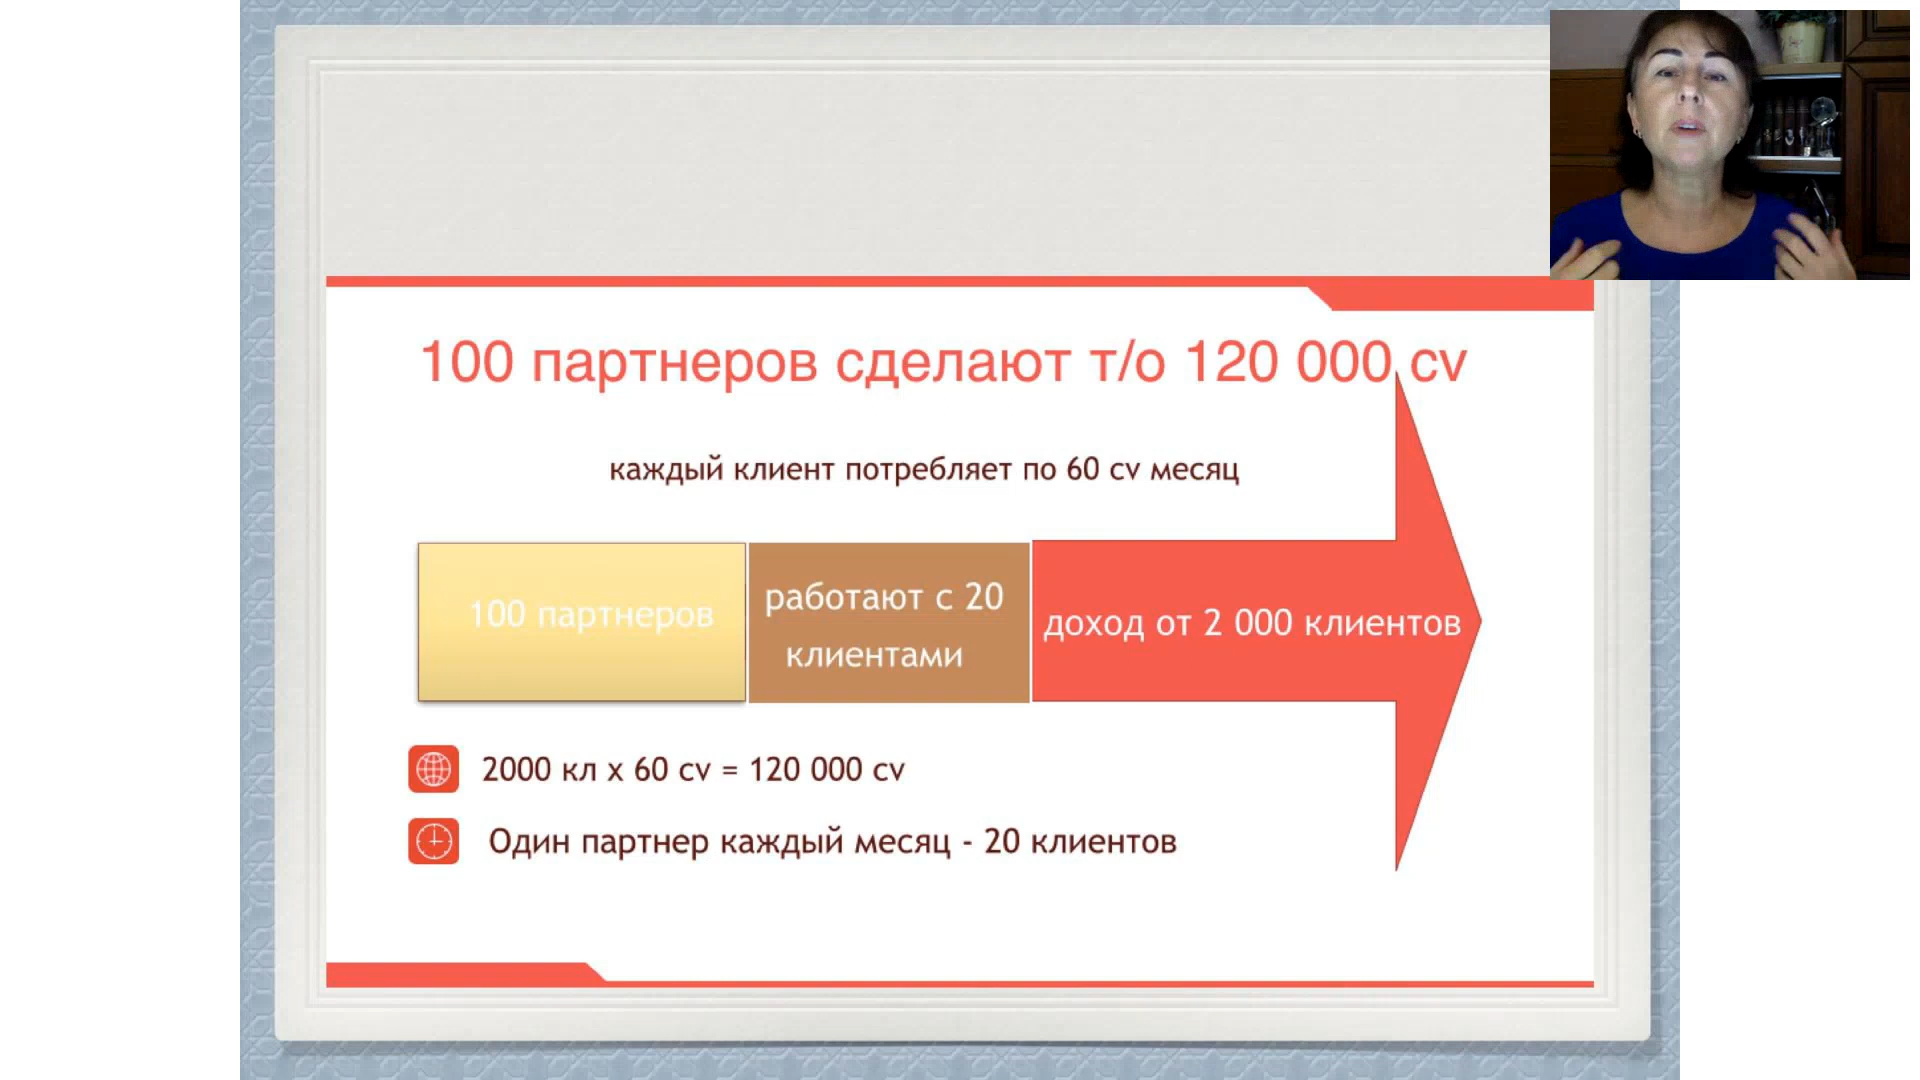 100 партнеров сделают т/о 120 000 cv
каждый клиент потребляет по 60 cv месяц
100 партнеров
работают с 20
клиентами
доход от 2 000 клиентов
2000 кл х 60 cv = 120 000 cv
Один партнер каждый месяц - 20 клиентов